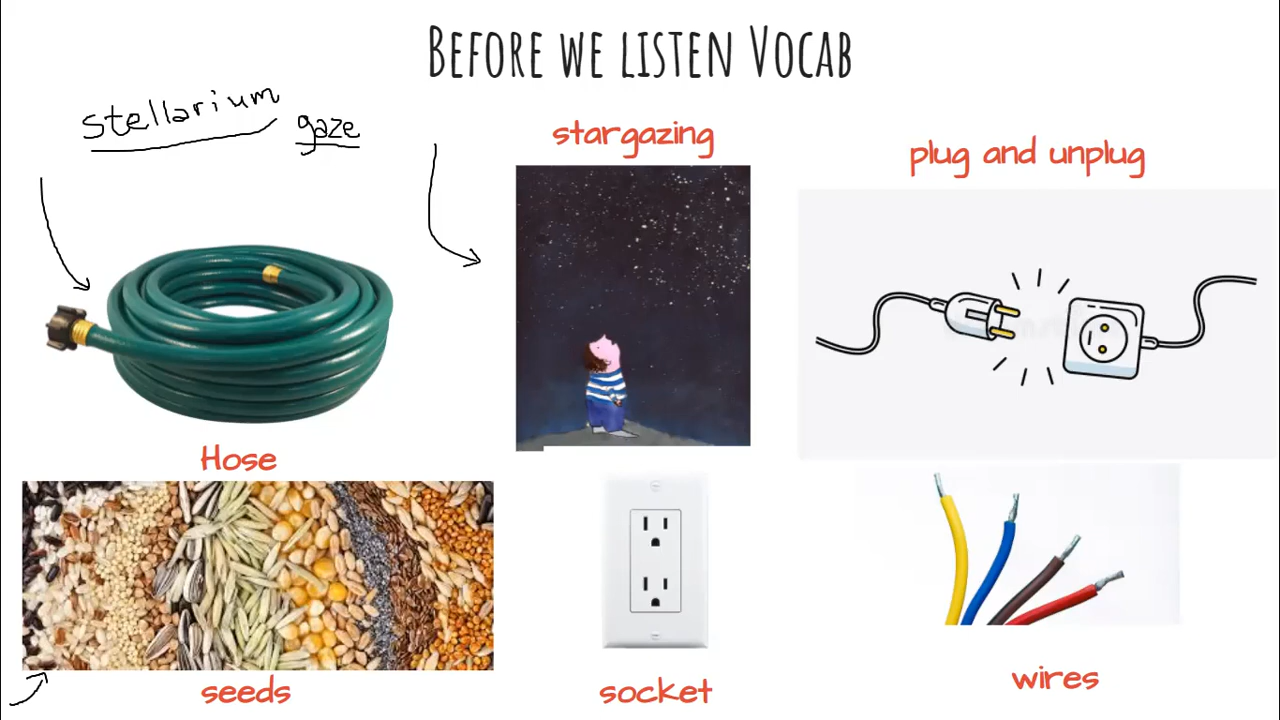 Before we listen Vocab
stellarium
gaze
stargazing
plug and unplug
Hose
seeds
socket
wires